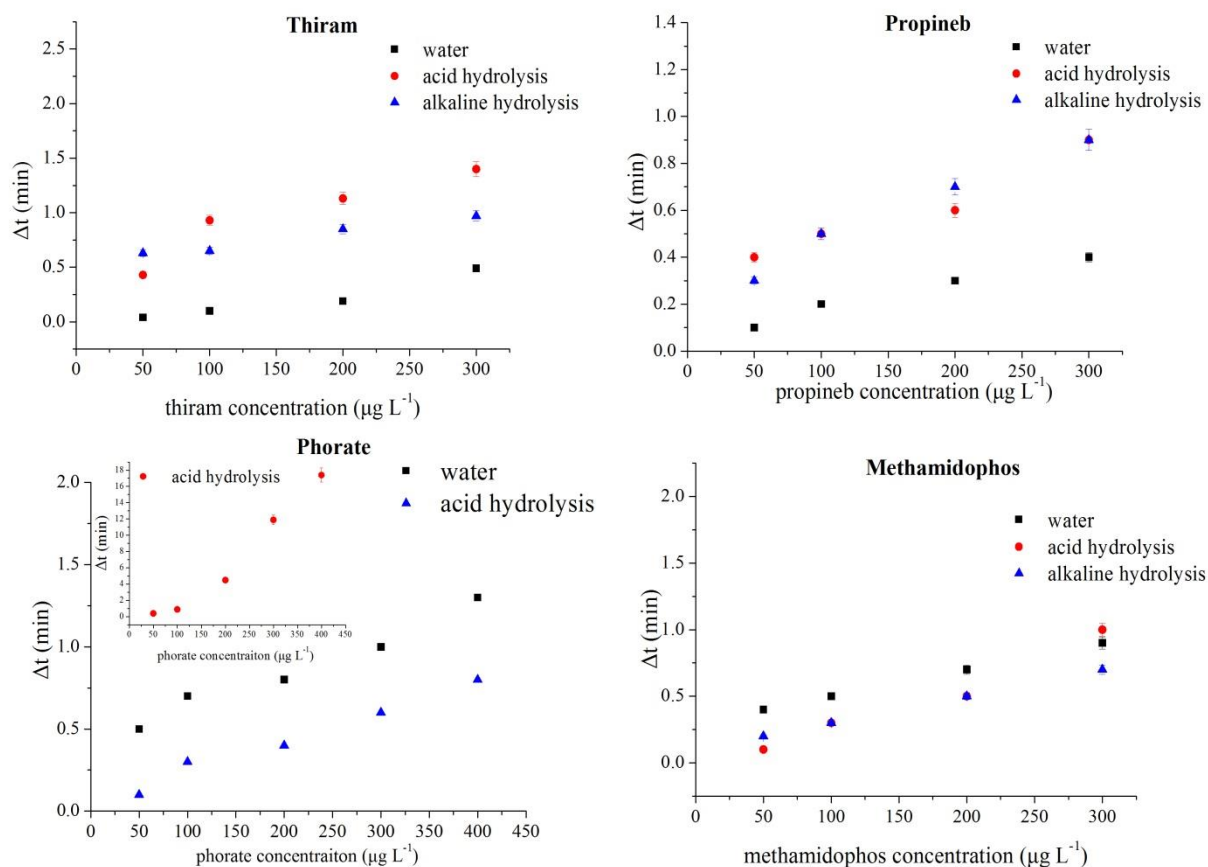 Thiram
water
acid hydrolysis
alkaline hydrolysis
2.5
2.0
1.5
1.0
0.5
0.0
Δt (min)
0 50 100 150 200 250 300
thiram concentration (μg L⁻¹)
Propineb
water
acid hydrolysis
alkaline hydrolysis
1.4
1.2
1.0
0.8
0.6
0.4
0.2
0.0
Δt (min)
0 50 100 150 200 250 300
propineb concentration (μg L⁻¹)
Phorate
water
acid hydrolysis
2.0
1.5
1.0
0.5
0.0
Δt (min)
0 50 100 150 200 250 300 350 400 450
phorate concentraiton (μg L⁻¹)
acid hydrolysis
18
16
14
12
10
8
6
4
2
0
Δt (min)
0 50 100 150 200 250 300 350 400 450
phorate concentraiton (μg L⁻¹)
Methamidophos
water
acid hydrolysis
alkaline hydrolysis
2.0
1.5
1.0
0.5
0.0
Δt (min)
0 50 100 150 200 250 300
methamidophos concentration (μg L⁻¹)